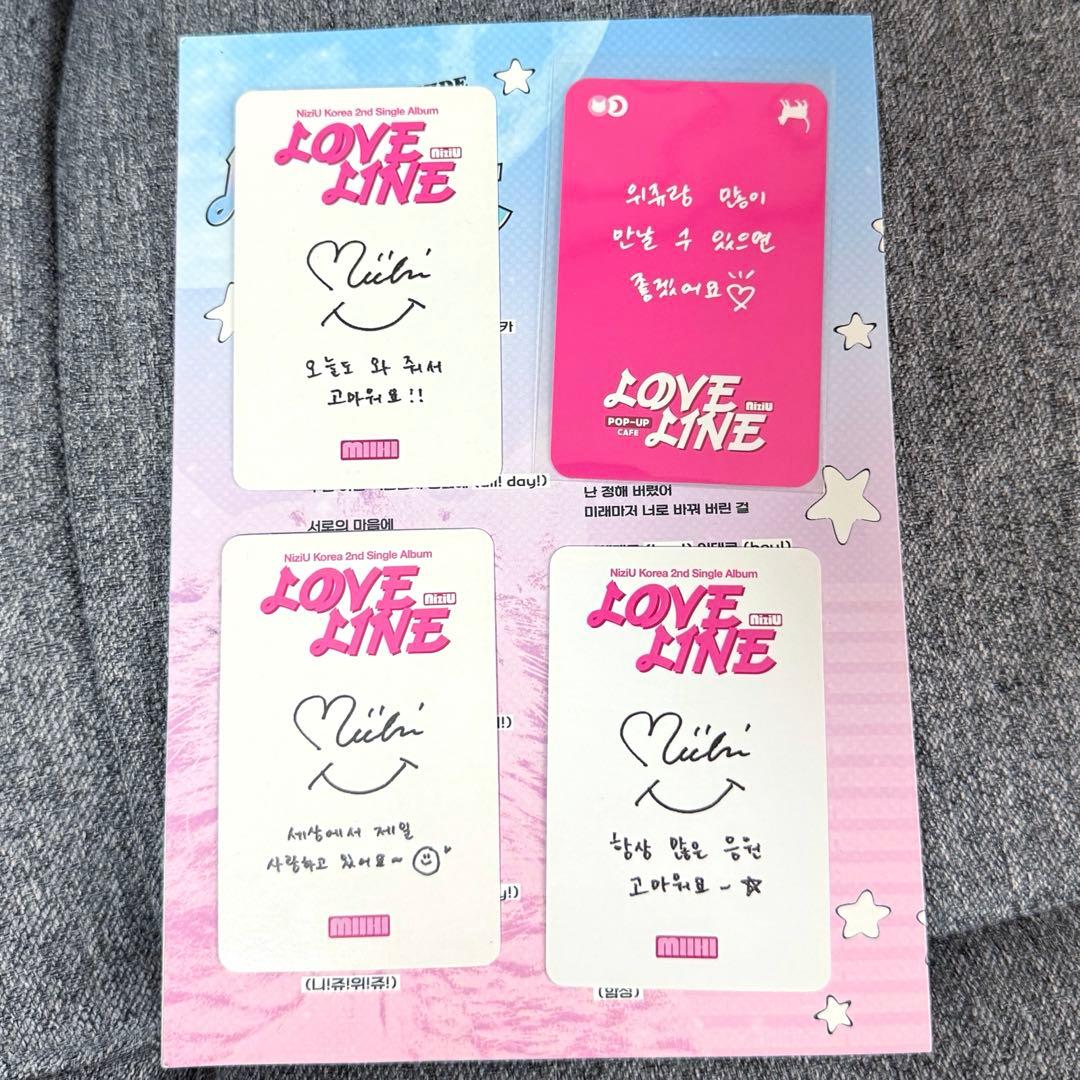 NiziU Korea 2nd Single Album
LOVE
LINE
NiziU
Miihi
오늘도 와 줘서
고마워요!!
MIIHI
위쥬랑 많이
만날 수 있으면
좋겠어요
LOVE
LINE
NiziU
POP-UP
CAFE
카
day!)
서로의 마음에
난 정해 버렸어
미래마저 너로 바꿔 버린 걸
NiziU Korea 2nd Single Album
LOVE
LINE
NiziU
Miihi
세상에서 제일
사랑하고 있어요~
MIIHI
NiziU Korea 2nd Single Album
LOVE
LINE
NiziU
Miihi
항상 많은 응원
고마워요~
MIIHI
(니!쥬!위!쥬!)
(함성)